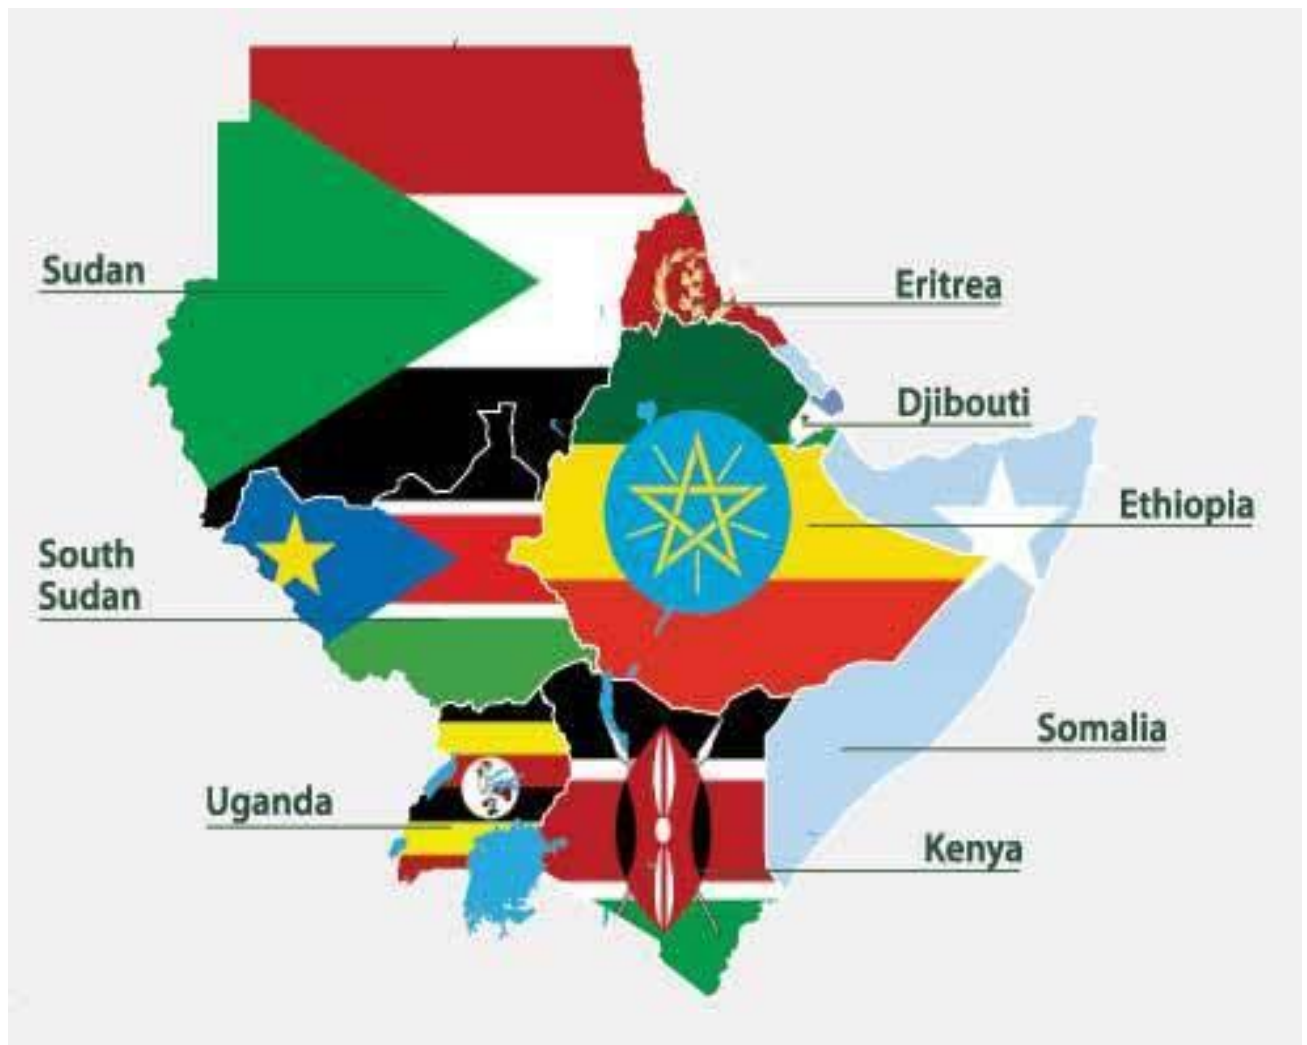 Sudan
Eritrea
Djibouti
Ethiopia
South
Sudan
Somalia
Uganda
Kenya